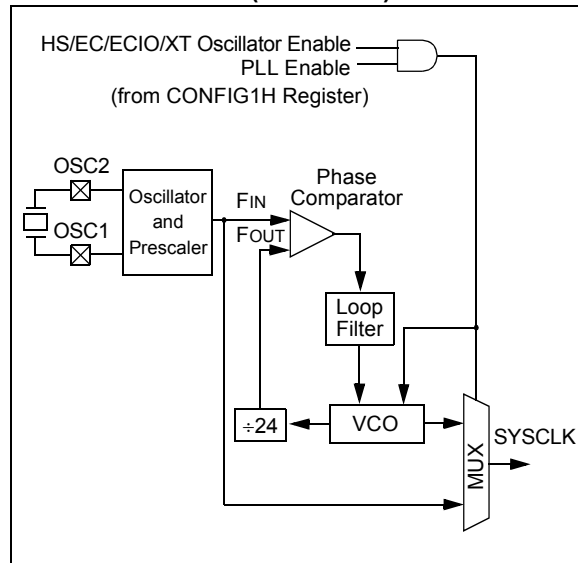 HS/EC/ECIO/XT Oscillator Enable
PLL Enable
(from CONFIG1H Register)
OSC2
OSC1
Oscillator
and
Prescaler
FIN
FOUT
Phase
Comparator
Loop
Filter
÷24
VCO
MUX
SYSCLK